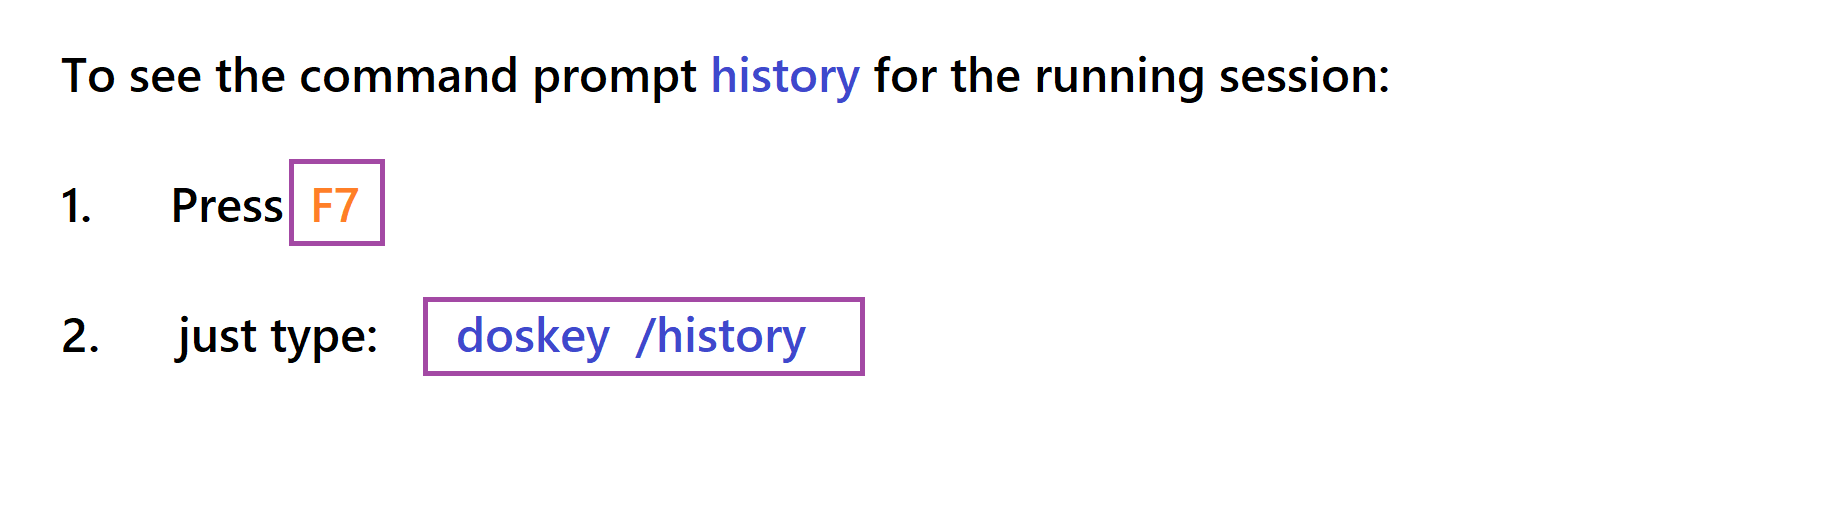 To see the command prompt history for the running session:
1. Press F7
2. just type: doskey /history